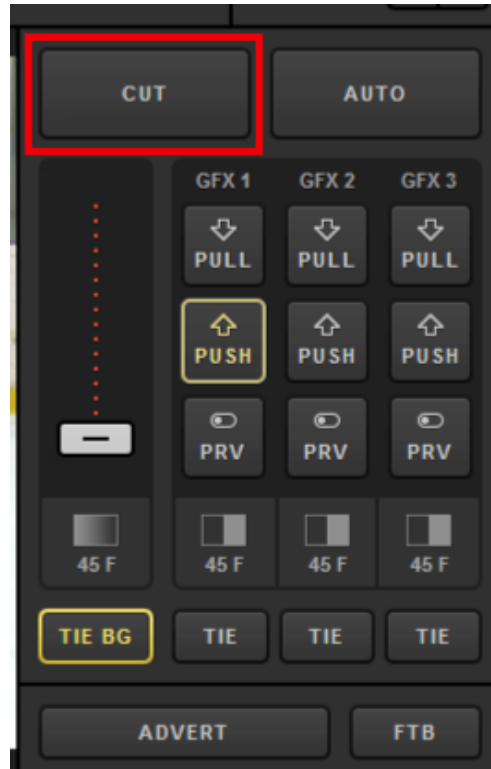 CUT AUTO
GFX 1 GFX 2 GFX 3
PULL PULL PULL
PUSH PUSH PUSH
PRV PRV PRV
45 F 45 F 45 F 45 F
TIE BG TIE TIE TIE
ADVERT FTB